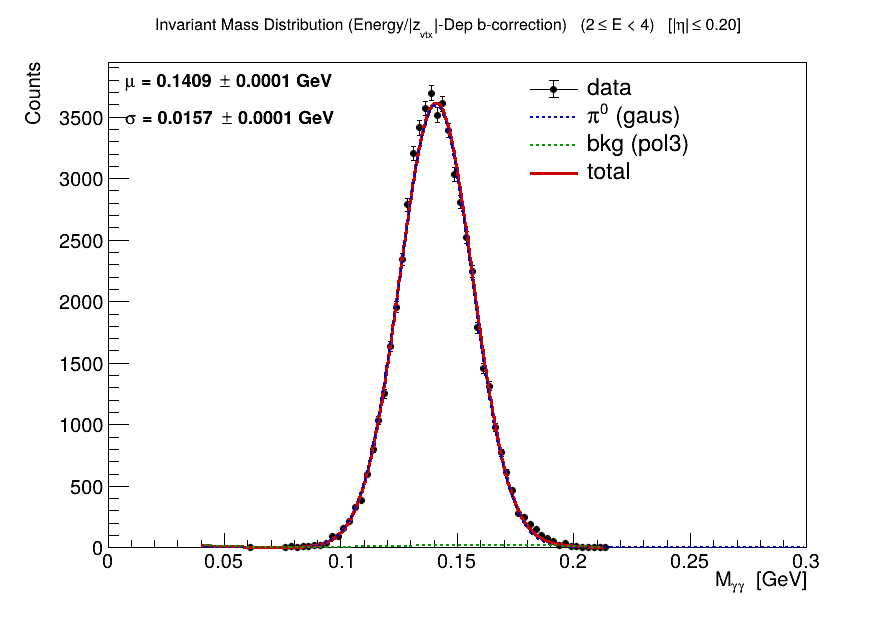 Invariant Mass Distribution (Energy/|z_vtx|-Dep b-correction) (2 ≤ E < 4) [|η| ≤ 0.20]
μ = 0.1409 ± 0.0001 GeV
σ = 0.0157 ± 0.0001 GeV
data
π⁰ (gaus)
bkg (pol3)
total
Counts
3500
3000
2500
2000
1500
1000
500
0
0 0.05 0.1 0.15 0.2 0.25 0.3
M_γγ [GeV]